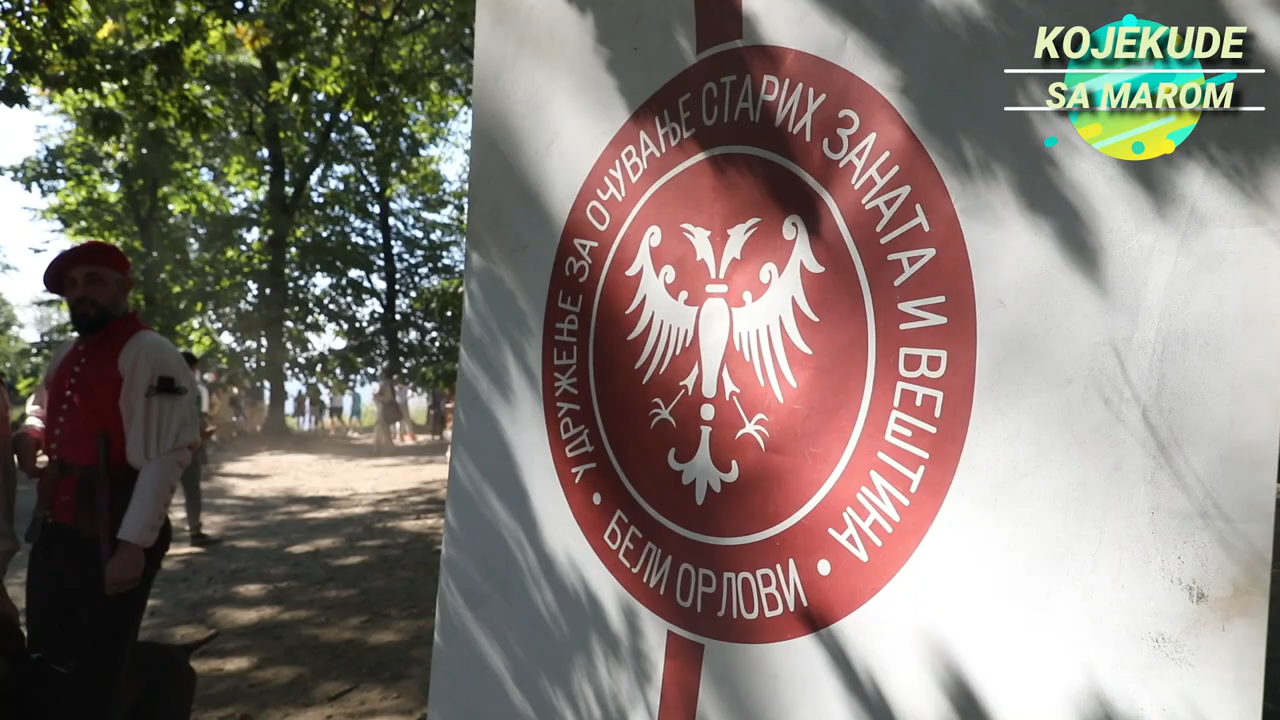 KOJEKUDE
SA MAROM
• УДРУЖЕЊЕ ЗА ОЧУВАЊЕ СТАРИХ ЗАНАТА И ВЕШТИНА •
БЕЛИ ОРЛОВИ